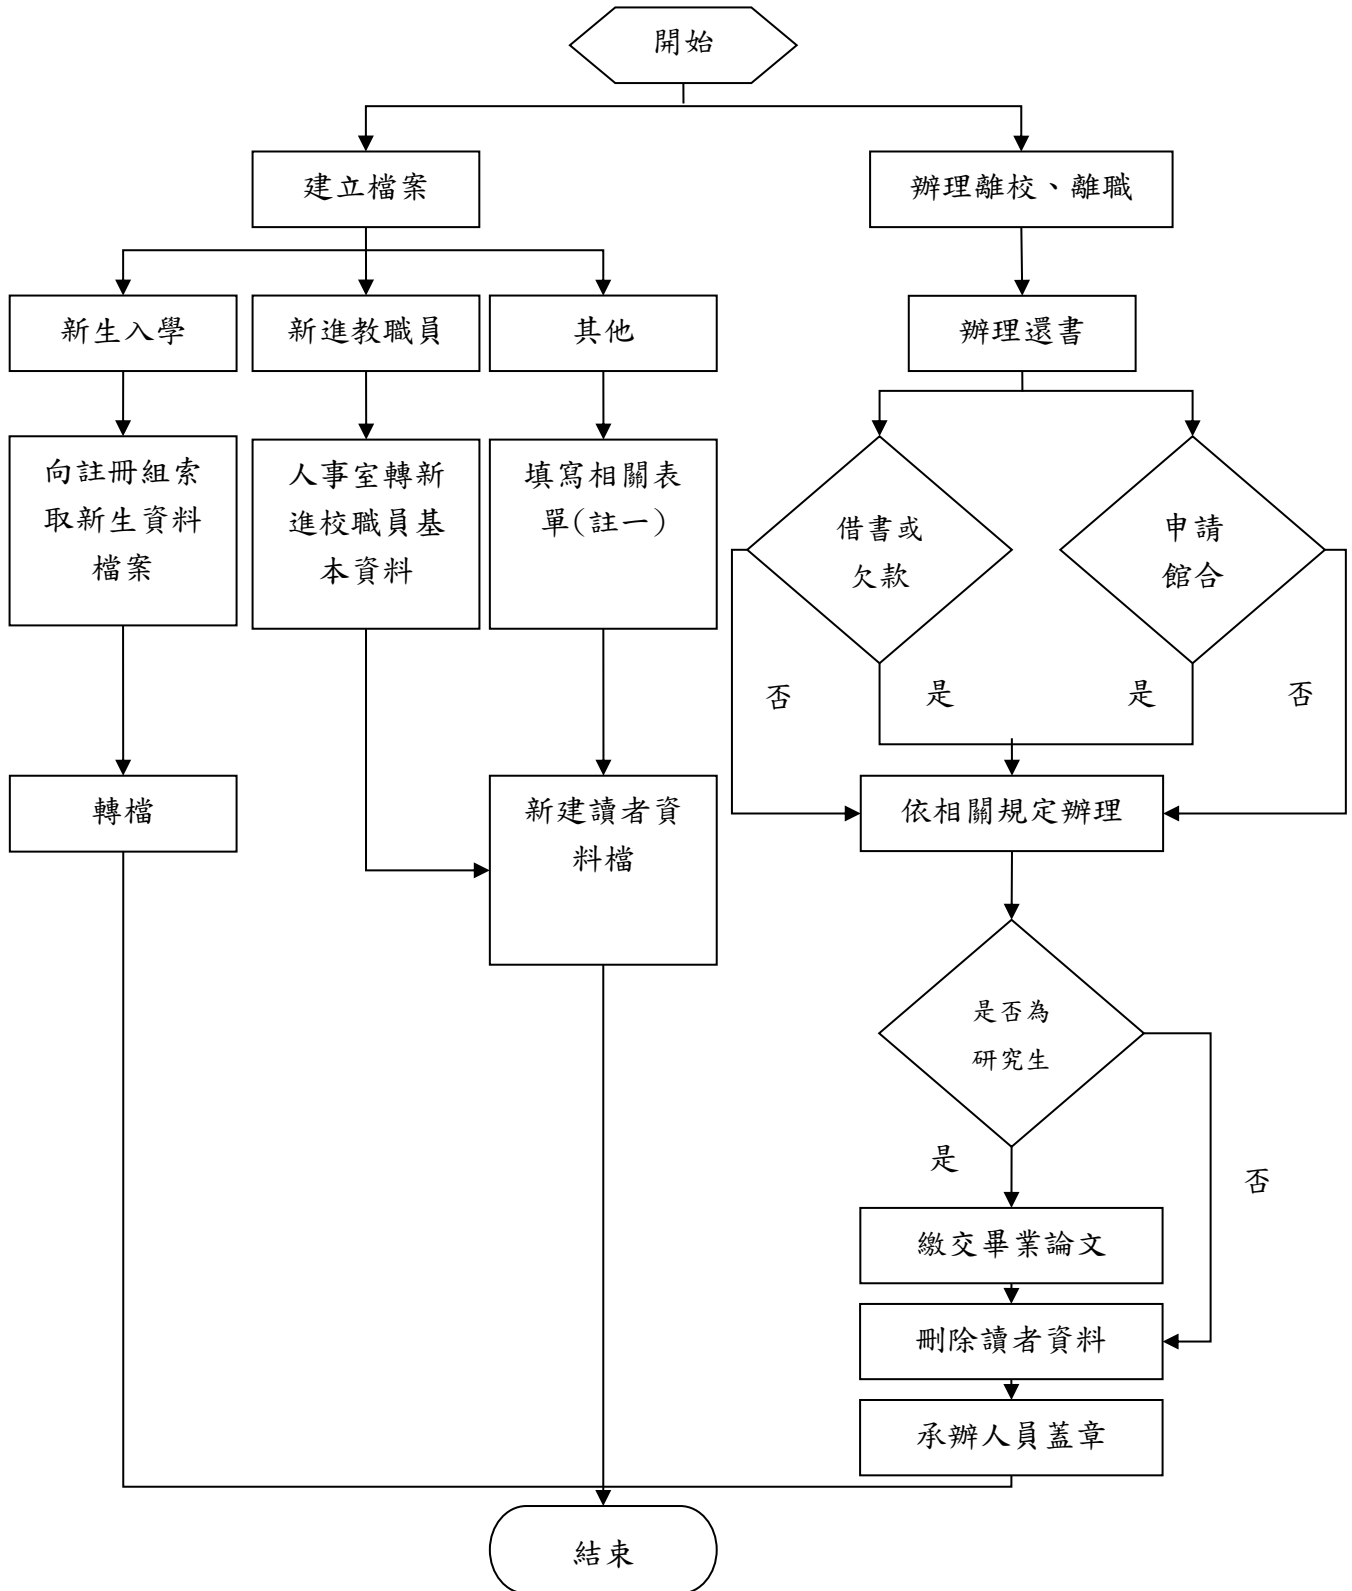 開始
建立檔案
辦理離校、離職
新生入學
新進教職員
其他
辦理還書
向註冊組索
取新生資料
檔案
人事室轉新
進校職員基
本資料
填寫相關表
單(註一)
借書或
欠款
申請
館合
否
是
是
否
轉檔
新建讀者資
料檔
依相關規定辦理
是否為
研究生
是
否
繳交畢業論文
刪除讀者資料
承辦人員蓋章
結束